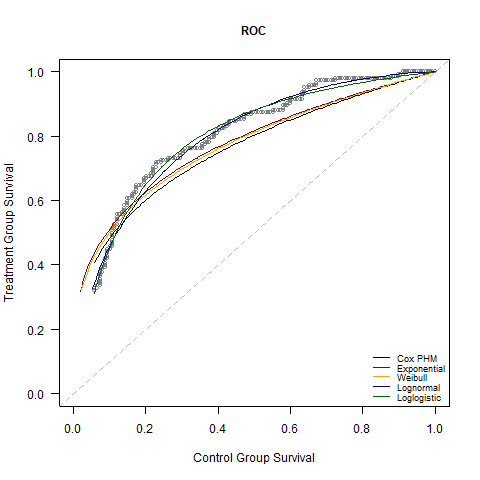 ROC
Treatment Group Survival
1.0
0.8
0.6
0.4
0.2
0.0
Cox PHM
Exponential
Weibull
Lognormal
Loglogistic
0.0 0.2 0.4 0.6 0.8 1.0
Control Group Survival